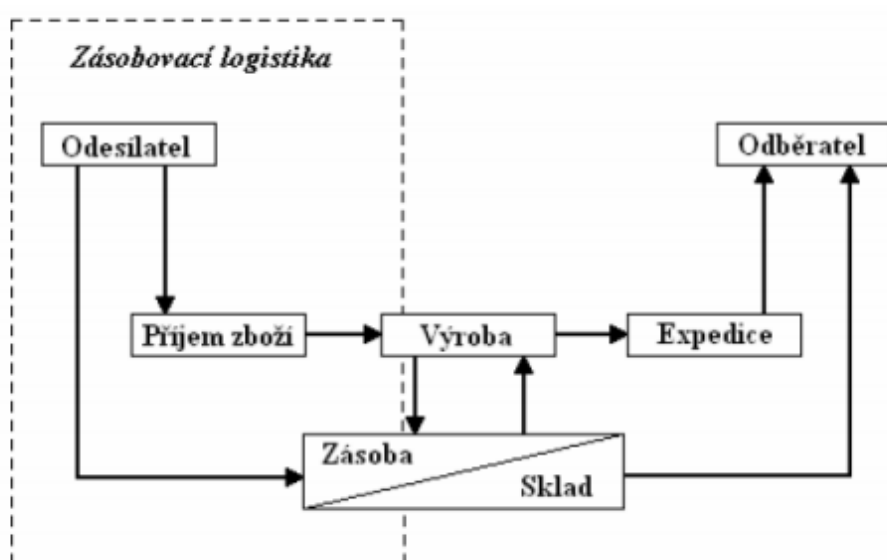 Zásobovací logistika
Odesílatel
Odběratel
Příjem zboží
Výroba
Expedice
Zásoba
Sklad